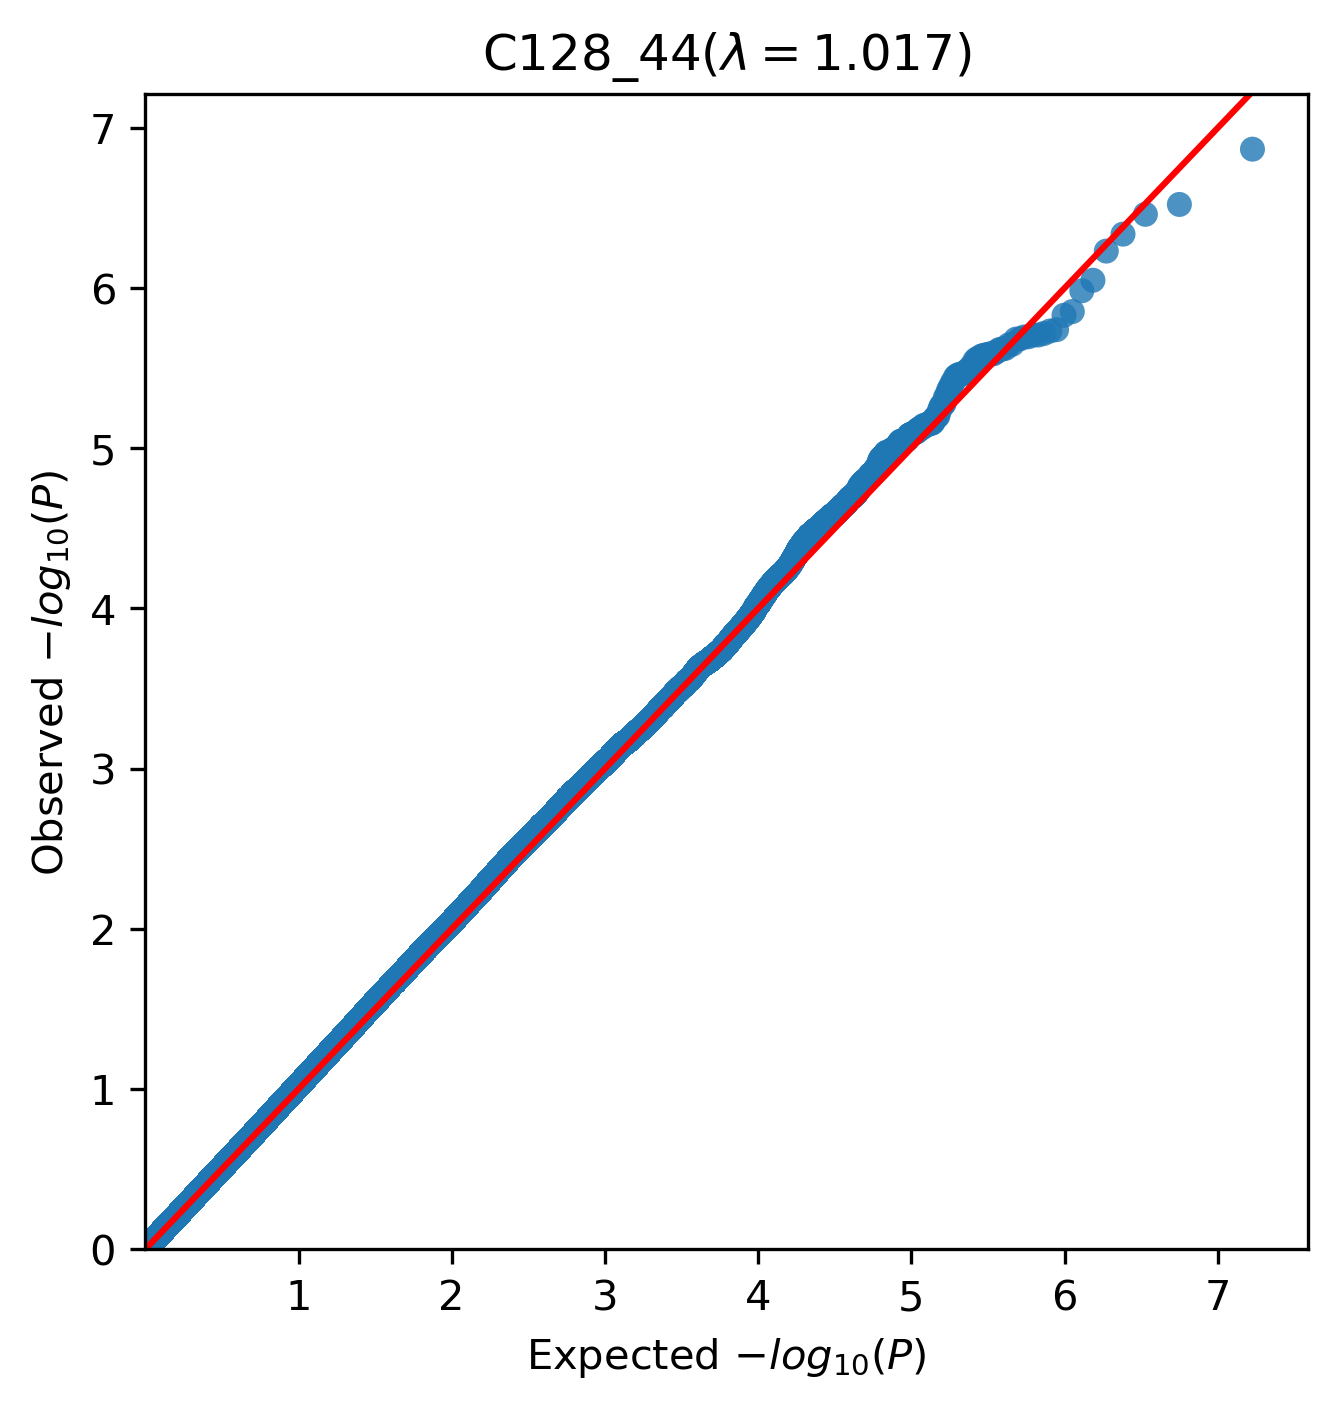 C128_44(λ = 1.017)
Observed −log₁₀(P)
7
6
5
4
3
2
1
0
1 2 3 4 5 6 7
Expected −log₁₀(P)